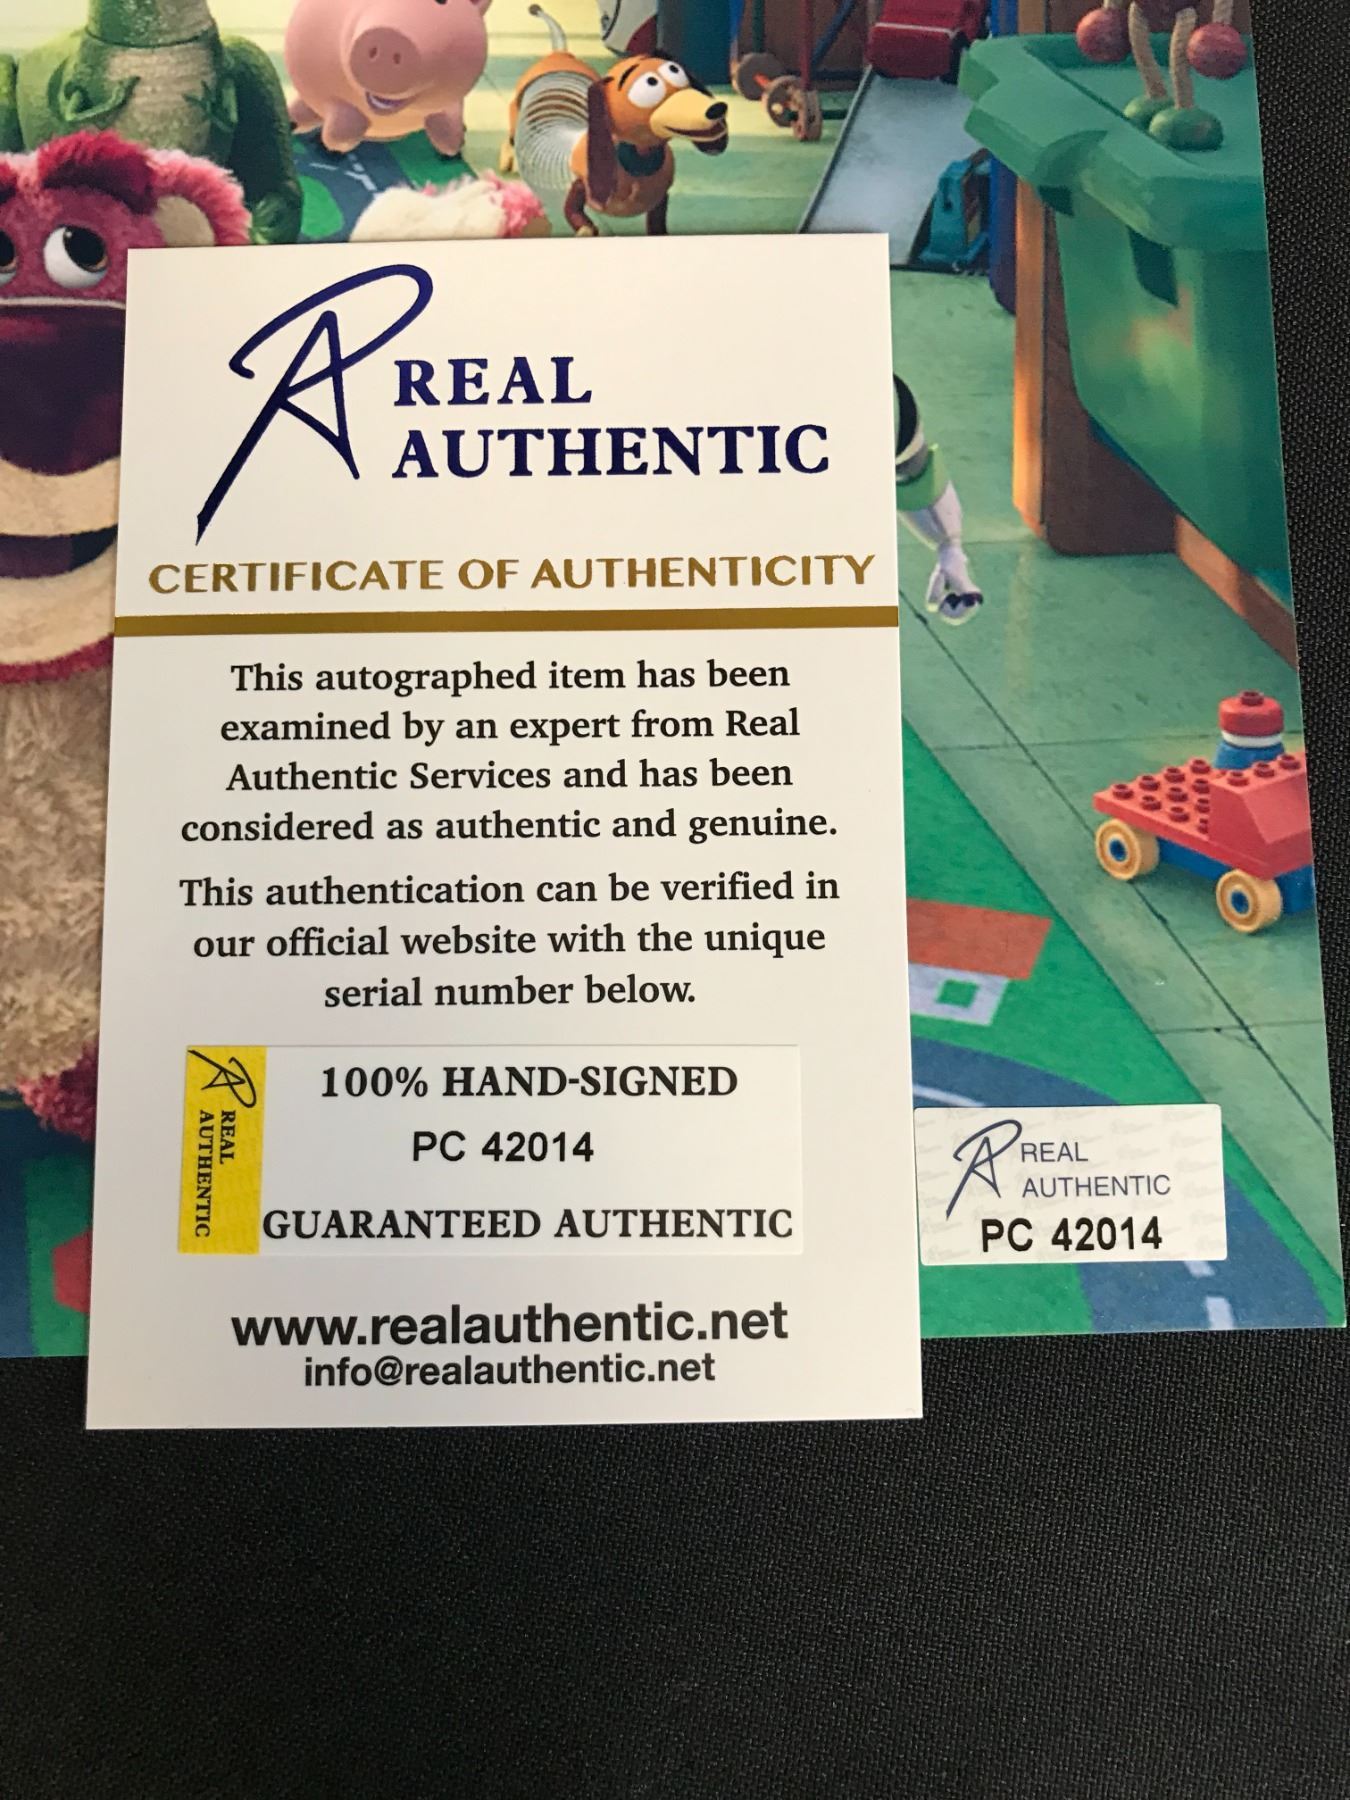 REAL
AUTHENTIC
CERTIFICATE OF AUTHENTICITY
This autographed item has been
examined by an expert from Real
Authentic Services and has been
considered as authentic and genuine.
This authentication can be verified in
our official website with the unique
serial number below.
REAL
AUTHENTIC
100% HAND-SIGNED
PC 42014
GUARANTEED AUTHENTIC
www.realauthentic.net
info@realauthentic.net
REAL
AUTHENTIC
PC 42014